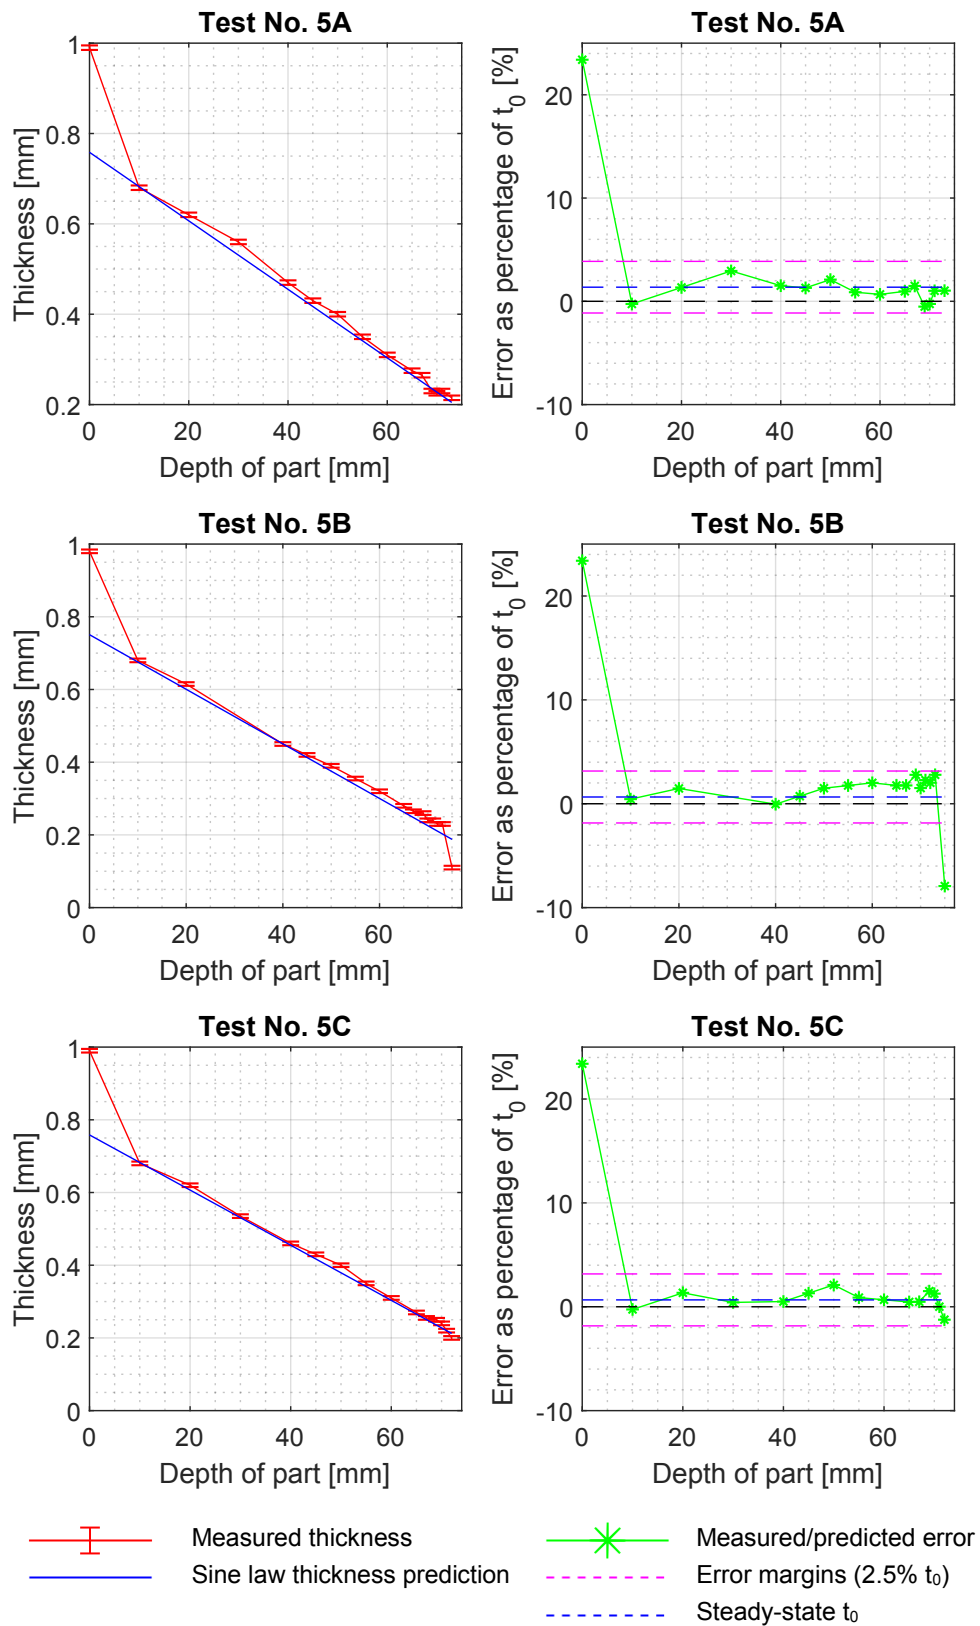 Test No. 5A
Thickness [mm]
1
0.8
0.6
0.4
0.2
0 20 40 60
Depth of part [mm]
Test No. 5A
Error as percentage of t0 [%]
20
10
0
-10
0 20 40 60
Depth of part [mm]
Test No. 5B
Thickness [mm]
1
0.8
0.6
0.4
0.2
0
0 20 40 60
Depth of part [mm]
Test No. 5B
Error as percentage of t0 [%]
20
10
0
-10
0 20 40 60
Depth of part [mm]
Test No. 5C
Thickness [mm]
1
0.8
0.6
0.4
0.2
0
0 20 40 60
Depth of part [mm]
Test No. 5C
Error as percentage of t0 [%]
20
10
0
-10
0 20 40 60
Depth of part [mm]
Measured thickness
Sine law thickness prediction
Measured/predicted error
Error margins (2.5% t0)
Steady-state t0